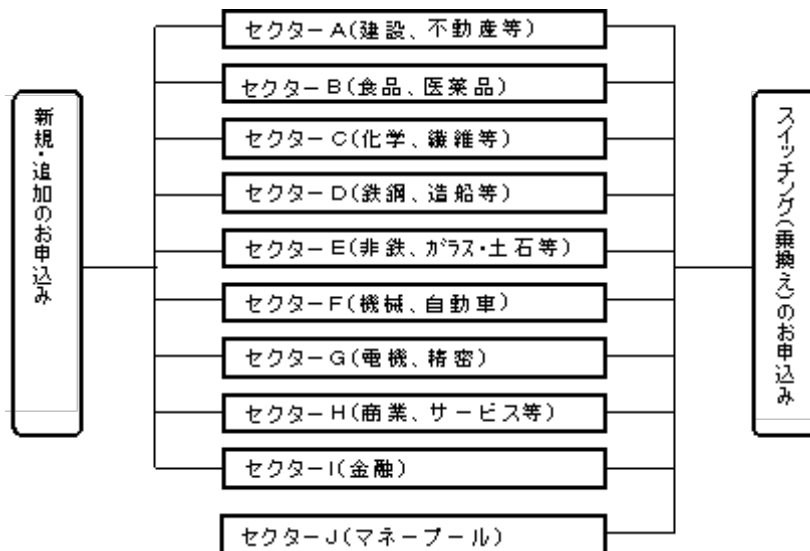 新規・追加のお申込み
セクターA(建設、不動産等)
セクターB(食品、医薬品)
セクターC(化学、繊維等)
セクターD(鉄鋼、造船等)
セクターE(非鉄、ｶﾞﾗｽ・土石等)
セクターF(機械、自動車)
セクターG(電機、精密)
セクターH(商業、サービス等)
セクターI(金融)
セクターJ(マネープール)
スイッチング(乗換え)のお申込み